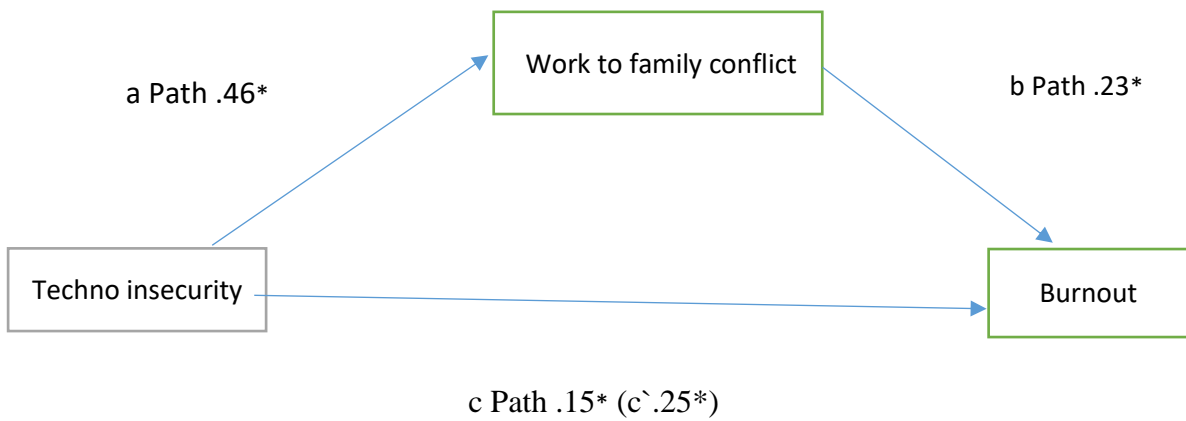 Work to family conflict
a Path .46*
b Path .23*
Techno insecurity
Burnout
c Path .15* (c`.25*)